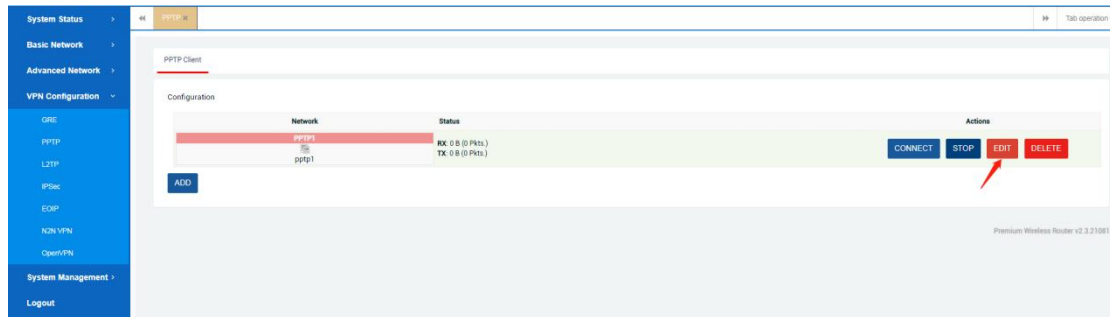 System Status
PPTP
Tab operation
Basic Network
Advanced Network
VPN Configuration
GRE
PPTP
L2TP
IPSec
EOIP
N2N VPN
OpenVPN
System Management
Logout
PPTP Client
Configuration
Network Status Actions
PPTP1
pptp1
RX: 0 B (0 Pkts.)
TX: 0 B (0 Pkts.)
CONNECT STOP EDIT DELETE
ADD
Premium Wireless Router v2.3.21081